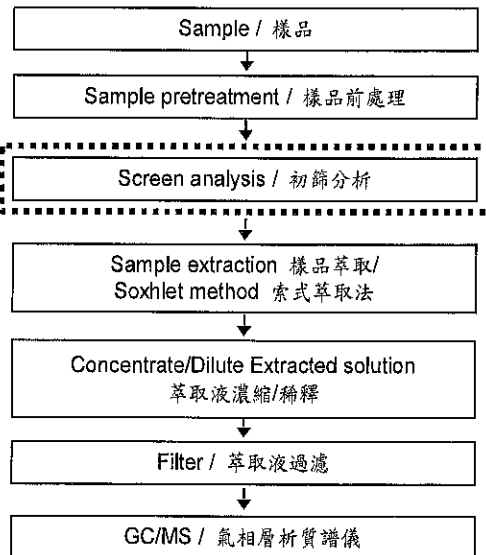 Sample / 樣品
Sample pretreatment / 樣品前處理
Screen analysis / 初篩分析
Sample extraction 樣品萃取/
Soxhlet method 索式萃取法
Concentrate/Dilute Extracted solution
萃取液濃縮/稀釋
Filter / 萃取液過濾
GC/MS / 氣相層析質譜儀